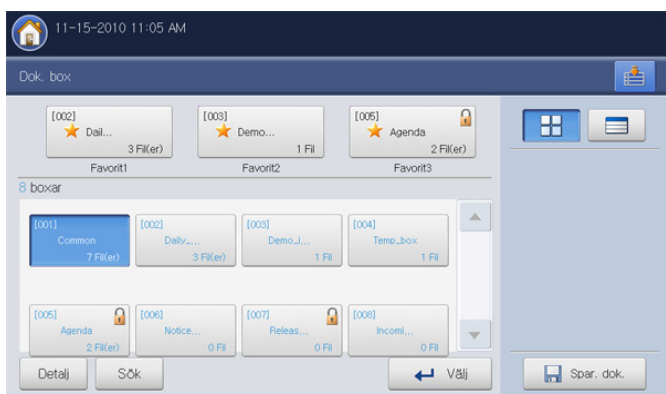 11-15-2010 11:05 AM
Dok. box
[002] [003] [005]
Dail... Demo... Agenda
3 Fil(er) 1 Fil 2 Fil(er)
Favorit1 Favorit2 Favorit3
8 boxar
[001] [002] [003] [004]
Common Daily_... Demo_i... Temp_box
7 Fil(er) 3 Fil(er) 1 Fil 1 Fil
[005] [006] [007] [008]
Agenda Notice... Releas... Incomi...
2 Fil(er) 0 Fil 0 Fil 0 Fil
Detalj Sök Välj Spar. dok.